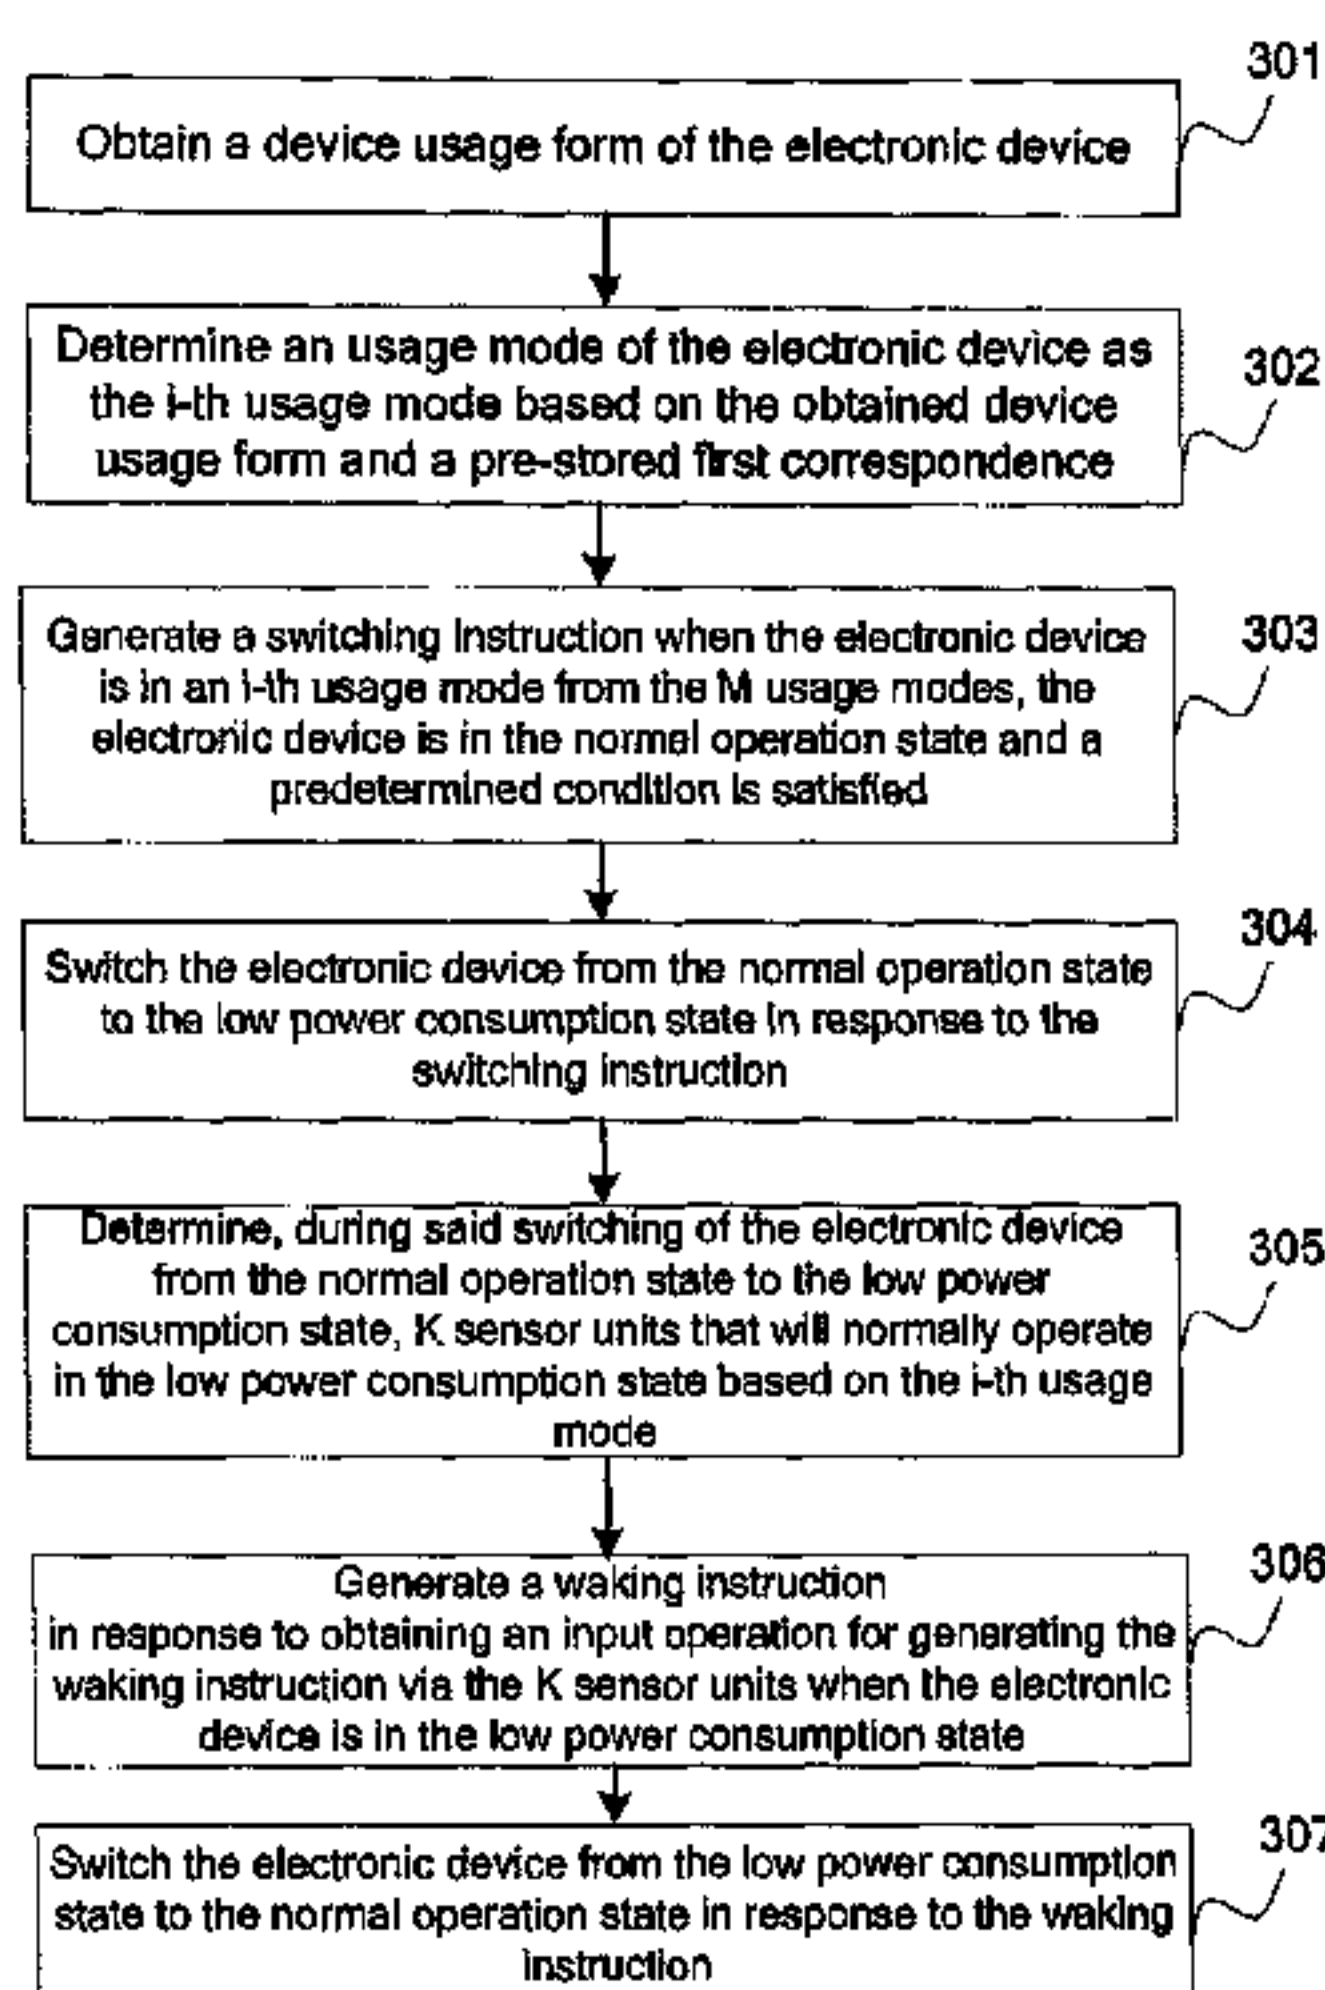 301
Obtain a device usage form of the electronic device
Determine an usage mode of the electronic device as
302
the i-th usage mode based on the obtained device
usage form and a pre-stored first correspondence
Generate a switching instruction when the electronic device
303
is in an i-th usage mode from the M usage modes, the
electronic device is in the normal operation state and a
predetermined condition is satisfied
304
Switch the electronic device from the normal operation state
to the low power consumption state in response to the
switching instruction
Determine, during said switching of the electronic device
305
from the normal operation state to the low power
consumption state, K sensor units that will normally operate
in the low power consumption state based on the i-th usage
mode
306
Generate a waking instruction
in response to obtaining an input operation for generating the
waking instruction via the K sensor units when the electronic
device is in the low power consumption state
307
Switch the electronic device from the low power consumption
state to the normal operation state in response to the waking
instruction